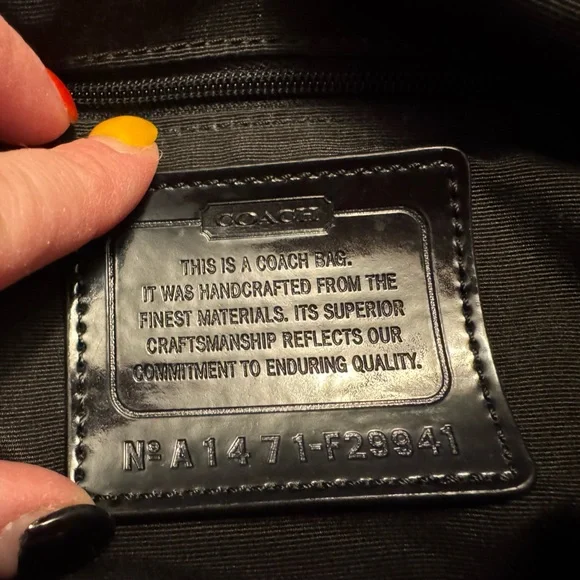 COACH
THIS IS A COACH BAG.
IT WAS HANDCRAFTED FROM THE
FINEST MATERIALS. ITS SUPERIOR
CRAFTSMANSHIP REFLECTS OUR
COMMITMENT TO ENDURING QUALITY.
Nº A1471-F29941